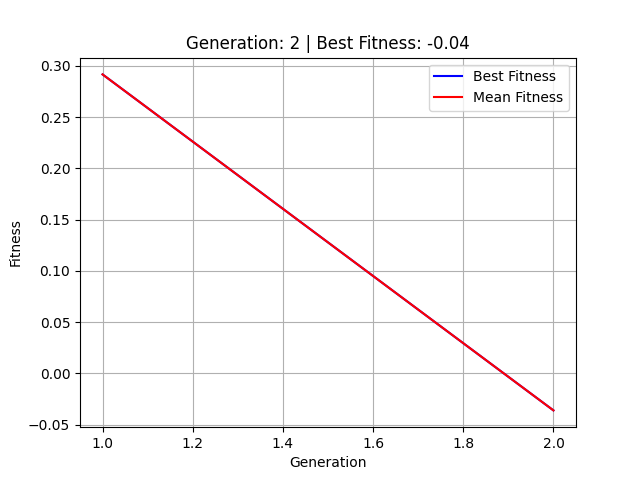 Generation: 2 | Best Fitness: -0.04
0.30
0.25
0.20
0.15
0.10
0.05
0.00
−0.05
Fitness
Best Fitness
Mean Fitness
1.0 1.2 1.4 1.6 1.8 2.0
Generation